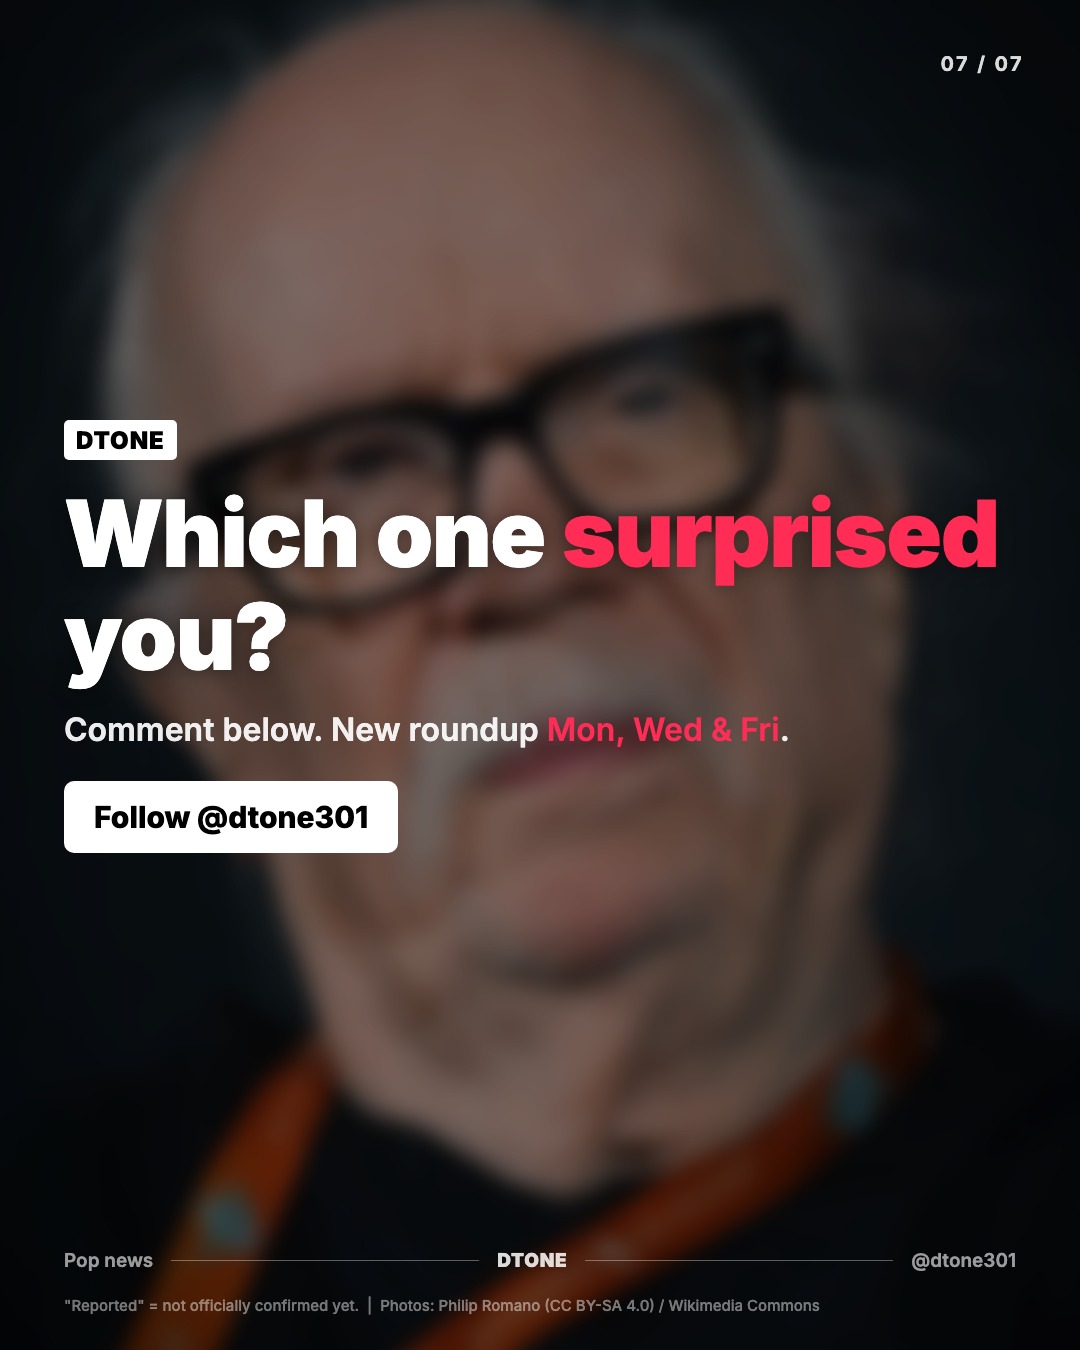 07 / 07
DTONE
Which one surprised
you?
Comment below. New roundup Mon, Wed & Fri.
Follow @dtone301
Pop news
DTONE
@dtone301
"Reported" = not officially confirmed yet. | Photos: Philip Romano (CC BY-SA 4.0) / Wikimedia Commons